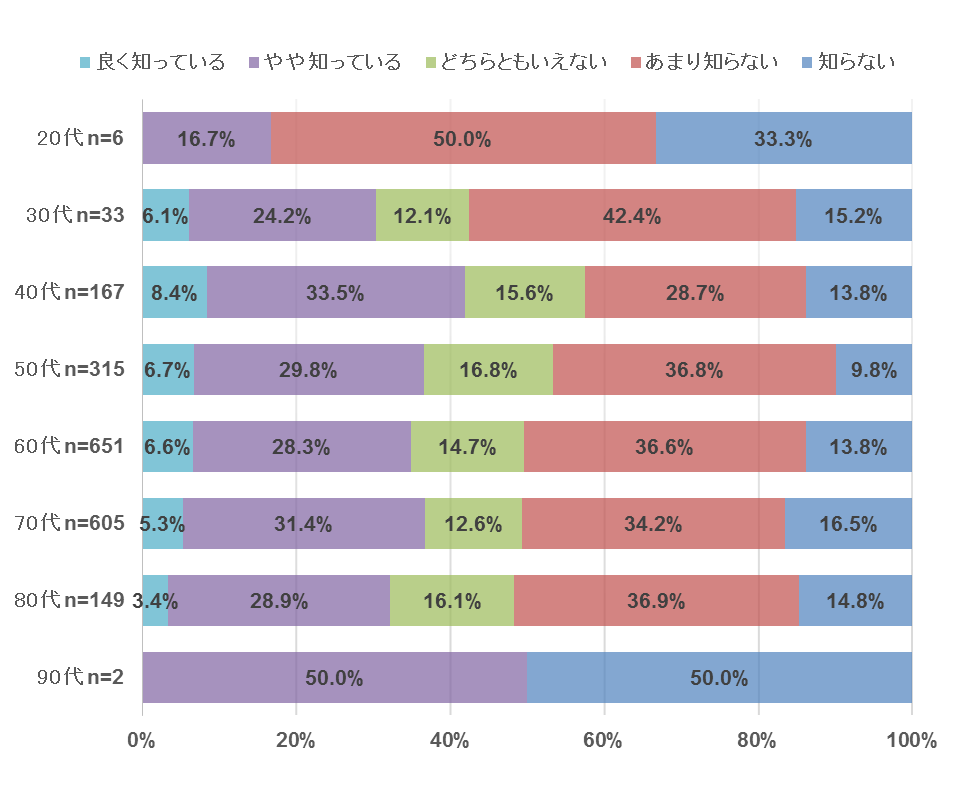 良く知っている やや知っている どちらともいえない あまり知らない 知らない
20代 n=6 16.7% 50.0% 33.3%
30代 n=33 6.1% 24.2% 12.1% 42.4% 15.2%
40代 n=167 8.4% 33.5% 15.6% 28.7% 13.8%
50代 n=315 6.7% 29.8% 16.8% 36.8% 9.8%
60代 n=651 6.6% 28.3% 14.7% 36.6% 13.8%
70代 n=605 5.3% 31.4% 12.6% 34.2% 16.5%
80代 n=149 3.4% 28.9% 16.1% 36.9% 14.8%
90代 n=2 50.0% 50.0%
0% 20% 40% 60% 80% 100%